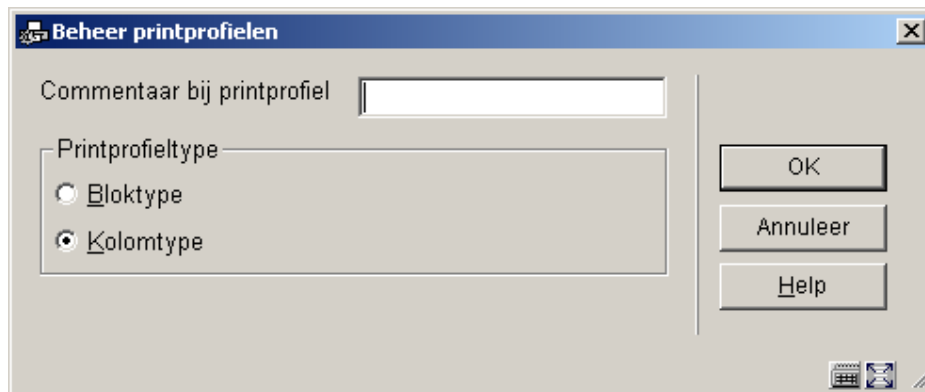 Beheer printprofielen
Commentaar bij printprofiel
Printprofieltype
Bloktype
Kolomtype
OK
Annuleer
Help